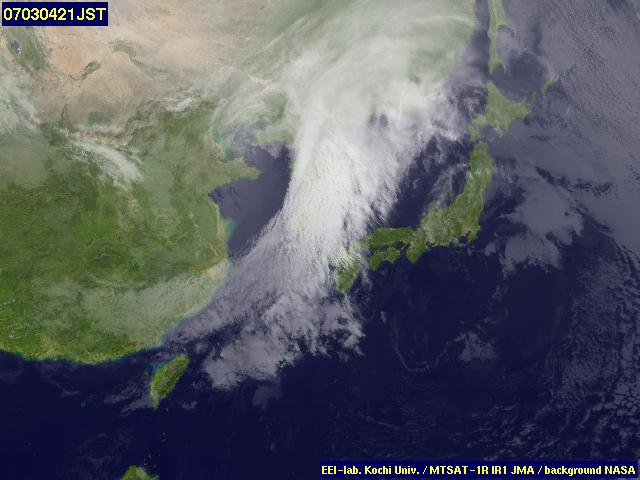 07030421JST
EEI-lab. Kochi Univ. / MTSAT-1R IR1 JMA / background NASA